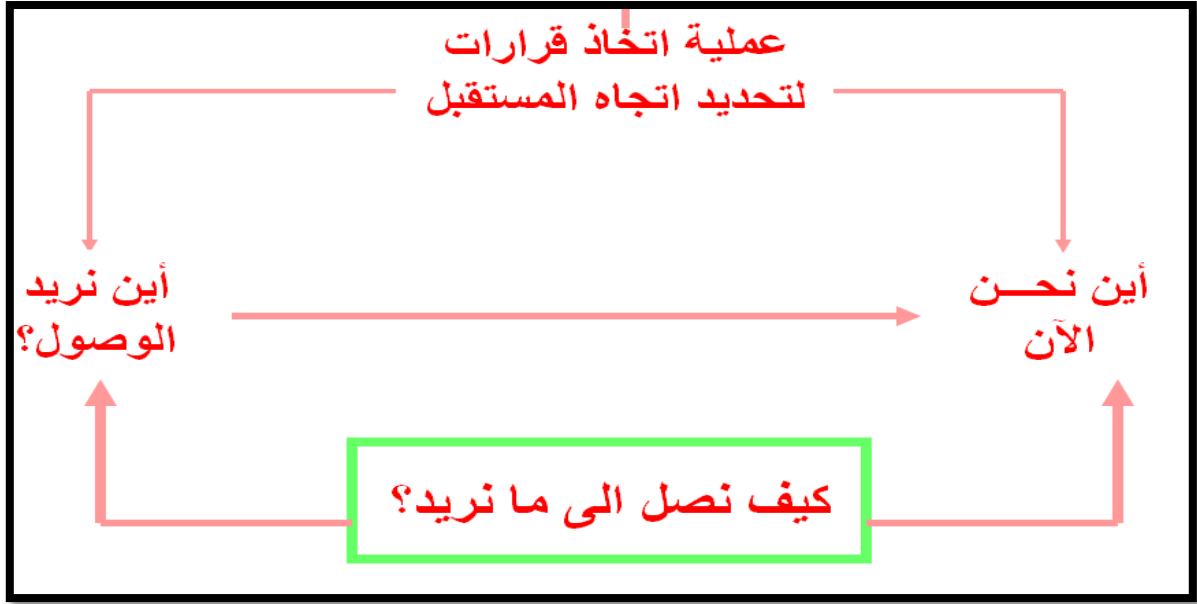 عملية اتخاذ قرارات
لتحديد اتجاه المستقبل
أين نحـــن
الآن
أين نريد
الوصول؟
كيف نصل الى ما نريد؟